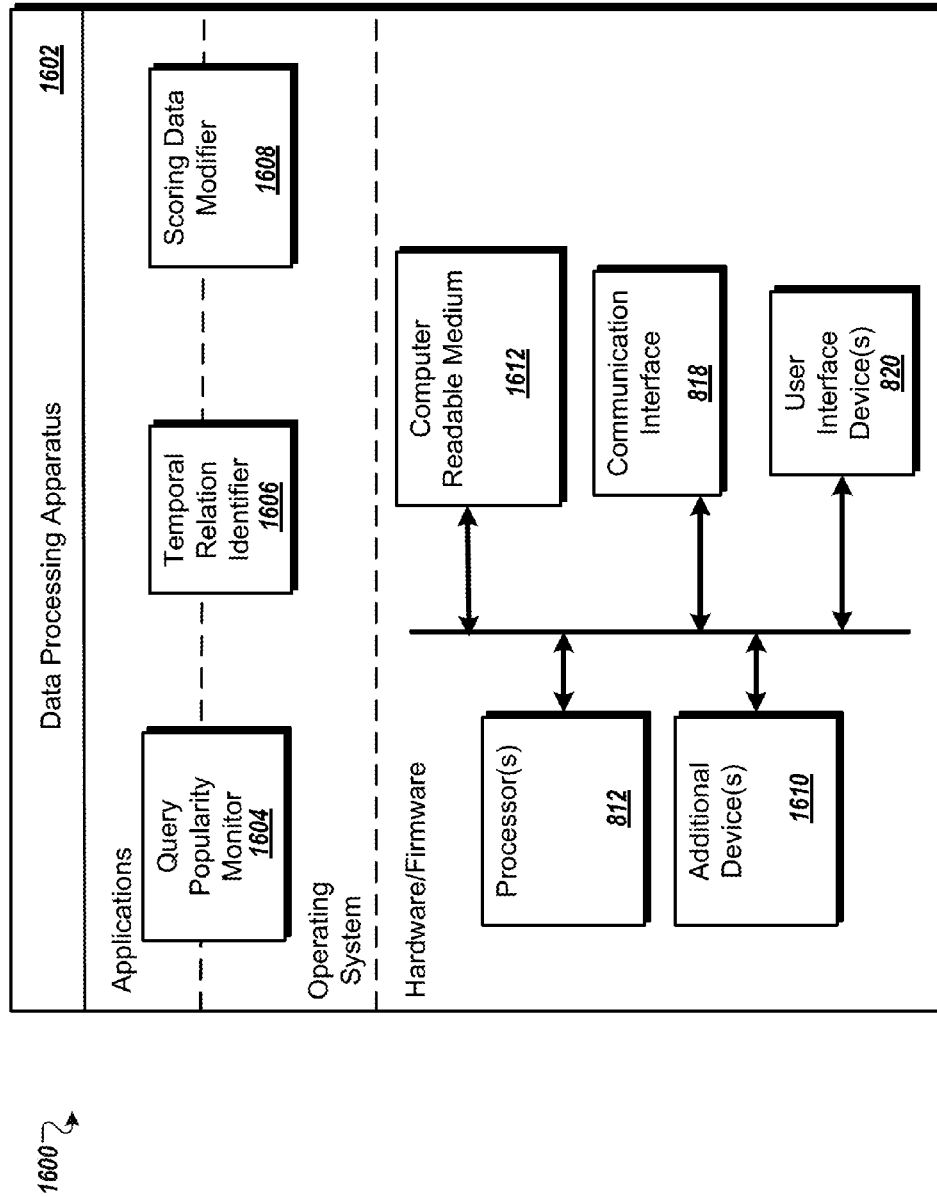 1600
Data Processing Apparatus
1602
Applications
Query
Popularity
Monitor
1604
Temporal
Relation
Identifier
1606
Scoring Data
Modifier
1608
Operating
System
Hardware/Firmware
Processor(s)
812
Additional
Device(s)
1610
Computer
Readable Medium
1612
Communication
Interface
818
User
Interface
Device(s)
820